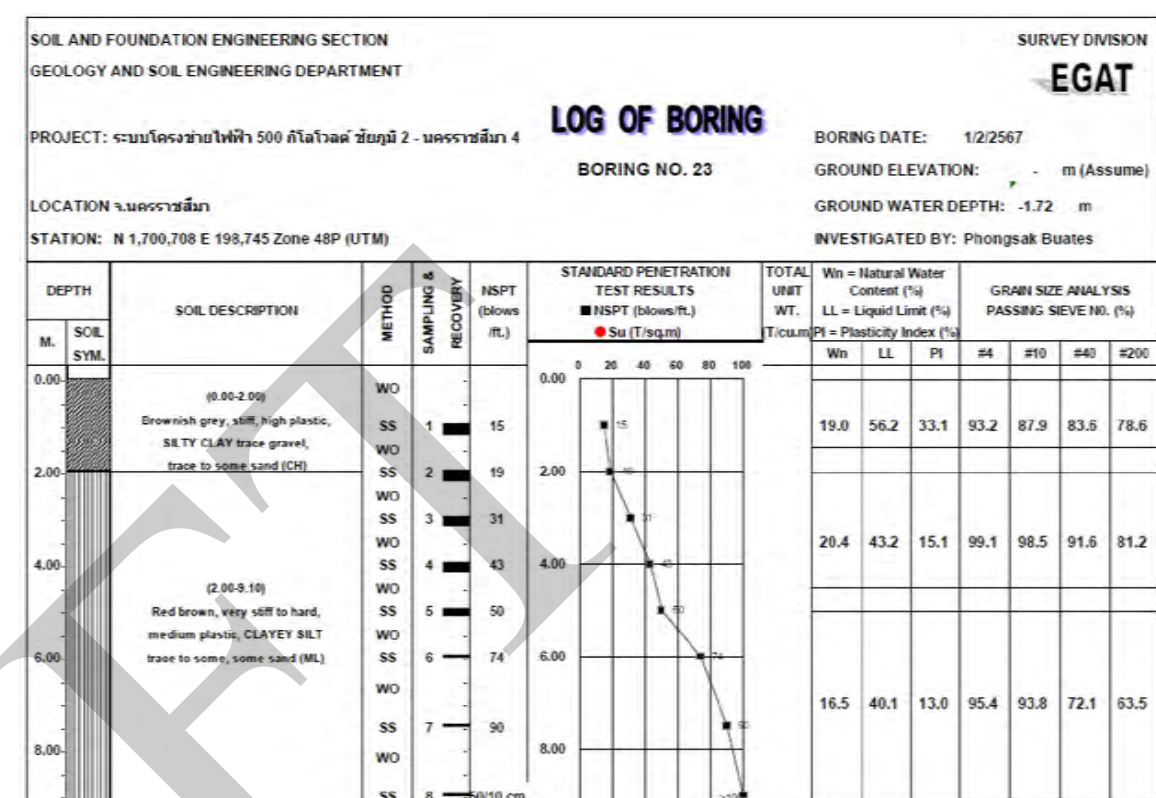 SOIL AND FOUNDATION ENGINEERING SECTION
SURVEY DIVISION
GEOLOGY AND SOIL ENGINEERING DEPARTMENT
EGAT
LOG OF BORING
PROJECT: ระบบโครงข่ายไฟฟ้า 500 กิโลโวลต์ ชัยภูมิ 2 - นครราชสีมา 4
BORING DATE: 1/2/2567
BORING NO. 23
GROUND ELEVATION: - m (Assume)
LOCATION จ.นครราชสีมา
GROUND WATER DEPTH: -1.72 m
STATION: N 1,700,708 E 198,745 Zone 48P (UTM)
INVESTIGATED BY: Phongsak Buates
DEPTH
M.
SOIL SYM.
SOIL DESCRIPTION
METHOD
SAMPLING & RECOVERY
NSPT
(blows
/ft.)
STANDARD PENETRATION
TEST RESULTS
NSPT (blows/ft.)
Su (T/sq.m)
TOTAL
UNIT
WT.
(T/cu.m
Wn = Natural Water
Content (%)
LL = Liquid Limit (%)
PI = Plasticity Index (%)
GRAIN SIZE ANALYSIS
PASSING SIEVE NO. (%)
Wn LL PI #4 #10 #40 #200
0 20 40 60 80 100
0.00
2.00
4.00
6.00
8.00
(0.00-2.00)
Brownish grey, stiff, high plastic,
SILTY CLAY trace gravel,
trace to some sand (CH)
(2.00-9.10)
Red brown, very stiff to hard,
medium plastic, CLAYEY SILT
trace to some, some sand (ML)
WO
SS 1 15
WO
SS 2 19
WO
SS 3 31
WO
SS 4 43
WO
SS 5 50
WO
SS 6 74
WO
SS 7 90
WO
SS 8 50/10 cm
0.00
2.00
4.00
6.00
8.00
15
19
31
43
50
74
90
19.0 56.2 33.1 93.2 87.9 83.6 78.6
20.4 43.2 15.1 99.1 98.5 91.6 81.2
16.5 40.1 13.0 95.4 93.8 72.1 63.5